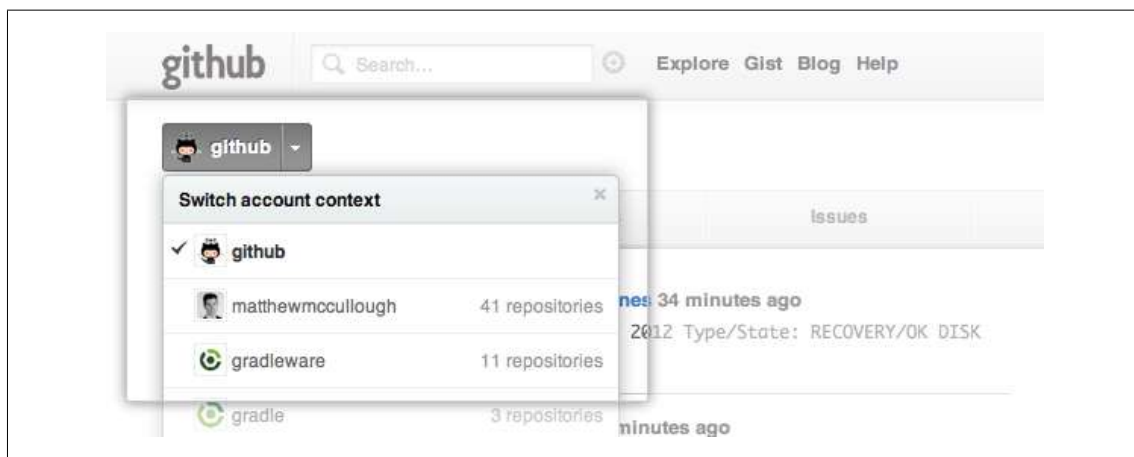 github Search... Explore Gist Blog Help
github
Switch account context ×
Issues
✓ github
matthewmccullough 41 repositories
nes 34 minutes ago
2012 Type/State: RECOVERY/OK DISK
gradleware 11 repositories
gradle 3 repositories
minutes ago